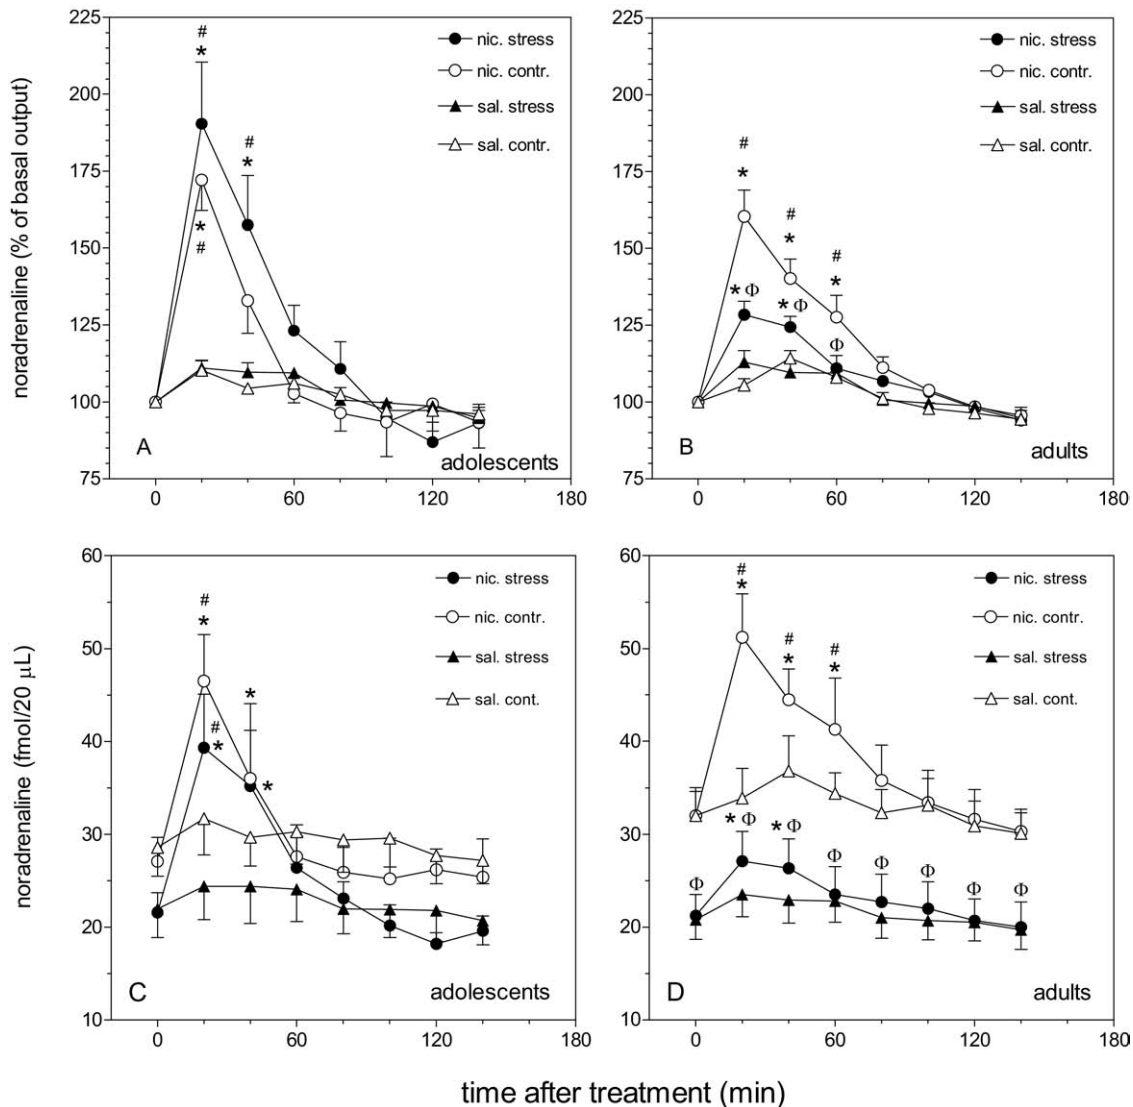 noradrenaline (% of basal output)
225
200
175
150
125
100
75
0
60
120
180
nic. stress
nic. contr.
sal. stress
sal. contr.
#
*
#
*
*
#
A
adolescents
225
200
175
150
125
100
75
0
60
120
180
nic. stress
nic. contr.
sal. stress
sal. contr.
#
*
#
*
#
*
* Φ
* Φ
Φ
B
adults
noradrenaline (fmol/20 μL)
60
50
40
30
20
10
0
60
120
180
nic. stress
nic. contr.
sal. stress
sal. cont.
#
*
*
#
*
*
C
adolescents
60
50
40
30
20
10
0
60
120
180
nic. stress
nic. contr.
sal. stress
sal. cont.
#
*
#
*
#
*
* Φ
* Φ
Φ
Φ
Φ
Φ
Φ
Φ
D
adults
time after treatment (min)